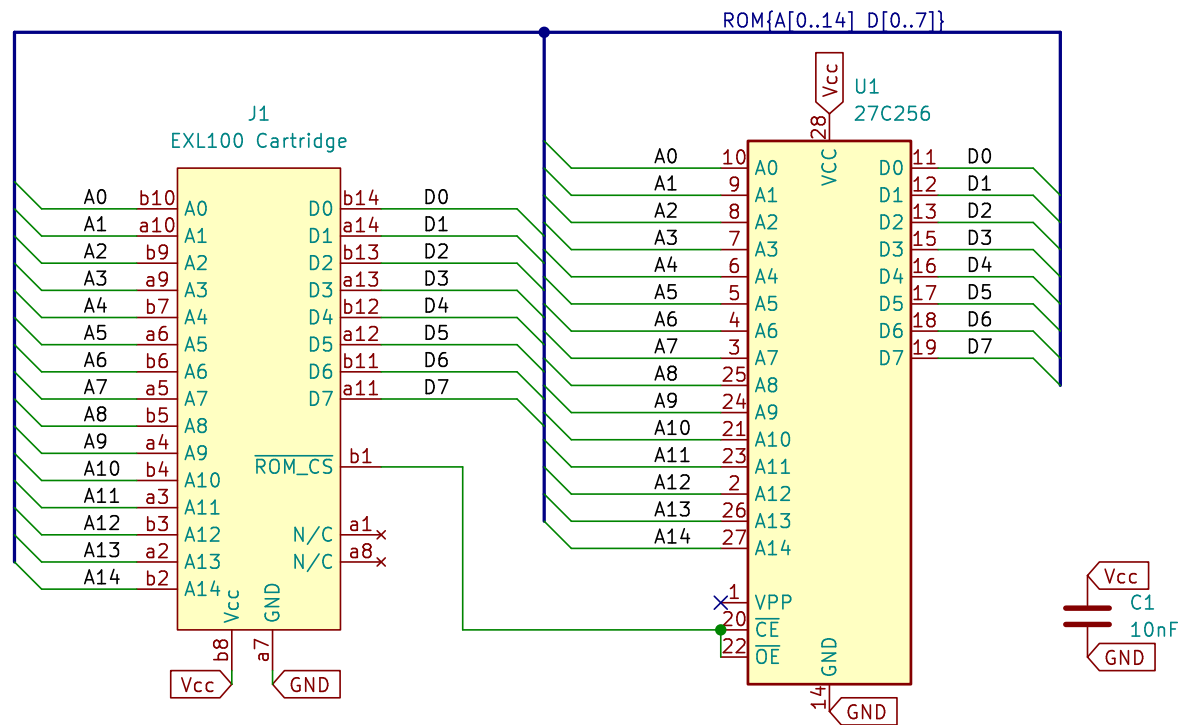 ROM{A[0..14] D[0..7]}
Vcc
U1
27C256
J1
EXL100 Cartridge
28
VCC
A0 10 A0 D0 11 D0
A1 9 A1 D1 12 D1
A2 8 A2 D2 13 D2
A3 7 A3 D3 15 D3
A4 6 A4 D4 16 D4
A5 5 A5 D5 17 D5
A6 4 A6 D6 18 D6
A7 3 A7 D7 19 D7
A8 25 A8
A9 24 A9
A10 21 A10
A11 23 A11
A12 2 A12
A13 26 A13
A14 27 A14
1 VPP
20 CE
22 OE
GND
14
GND
A0 b10 A0 D0 b14 D0
A1 a10 A1 D1 a14 D1
A2 b9 A2 D2 b13 D2
A3 a9 A3 D3 a13 D3
A4 b7 A4 D4 b12 D4
A5 a6 A5 D5 a12 D5
A6 b6 A6 D6 b11 D6
A7 a5 A7 D7 a11 D7
A8 b5 A8
A9 a4 A9 ROM_CS b1
A10 b4 A10
A11 a3 A11
A12 b3 A12 N/C a1
A13 a2 A13 N/C a8
A14 b2 A14
Vcc GND
b8 a7
Vcc GND
Vcc
C1
10nF
GND